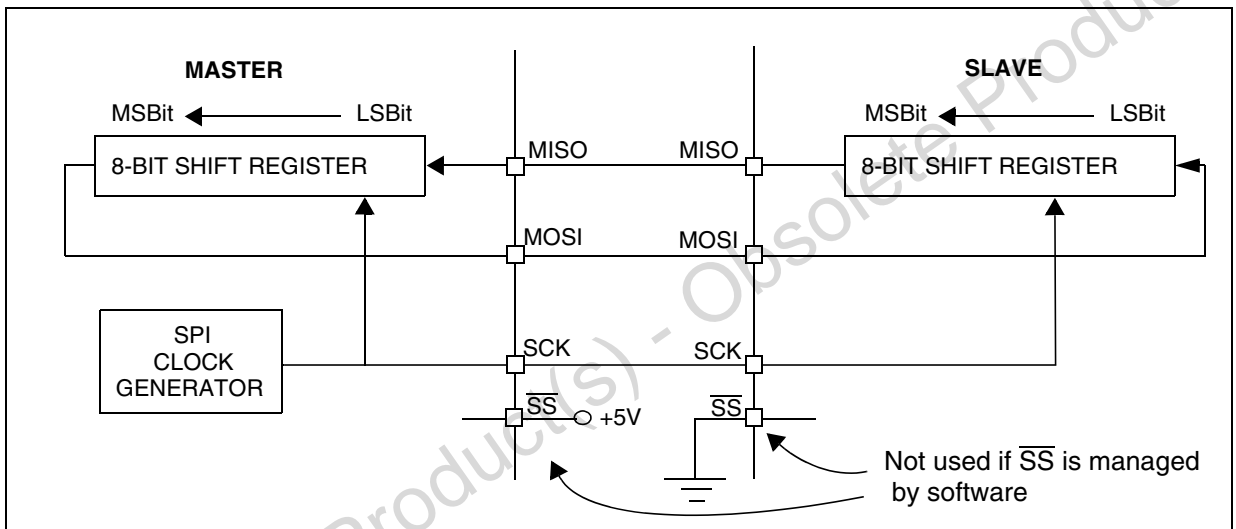 MASTER
SLAVE
MSBit LSBit
MSBit LSBit
8-BIT SHIFT REGISTER
MISO
MISO
8-BIT SHIFT REGISTER
MOSI
MOSI
SPI
CLOCK
GENERATOR
SCK
SCK
SS
+5V
SS
Not used if SS is managed
by software
Product(s) - Obsolete Product